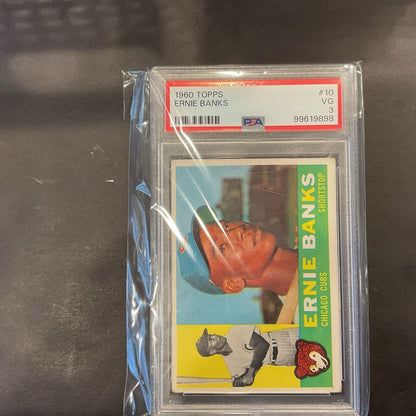 1960 TOPPS #10
ERNIE BANKS VG
3
PSA 99619898
ERNIE BANKS
CHICAGO CUBS SHORTSTOP